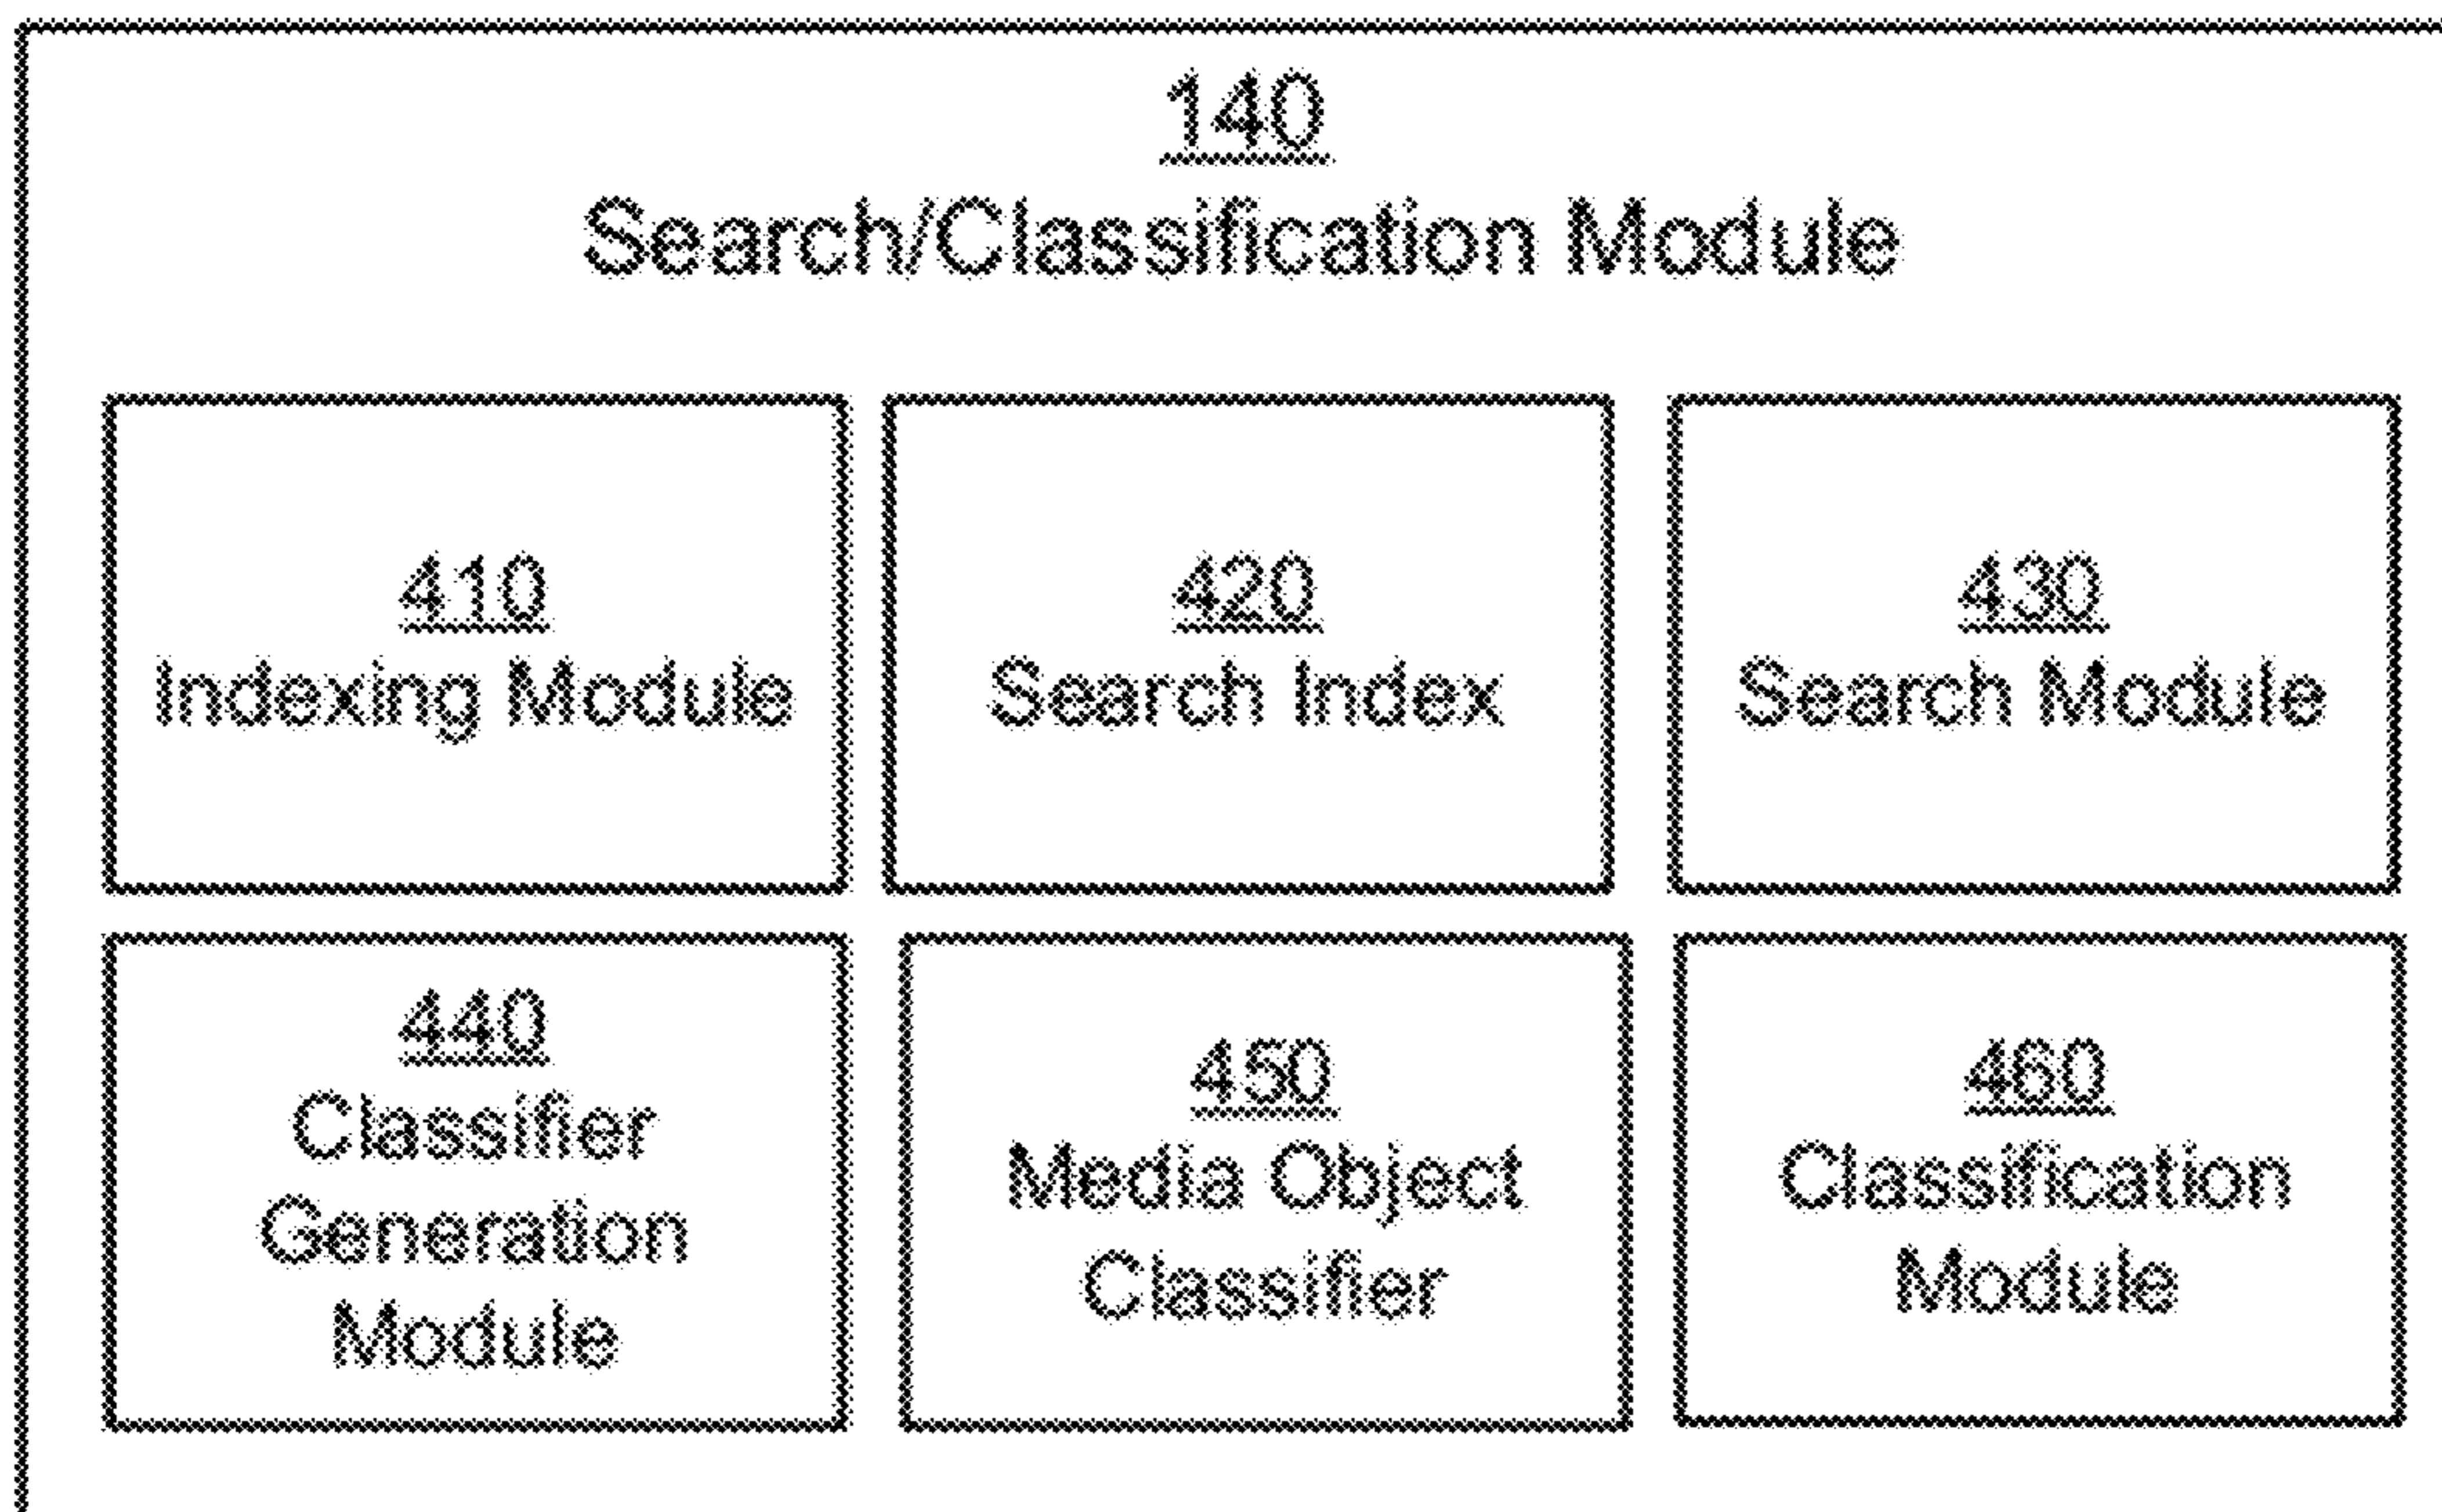 140
Search/Classification Module
410
Indexing Module
420
Search Index
430
Search Module
440
Classifier
Generation
Module
450
Media Object
Classifier
460
Classification
Module